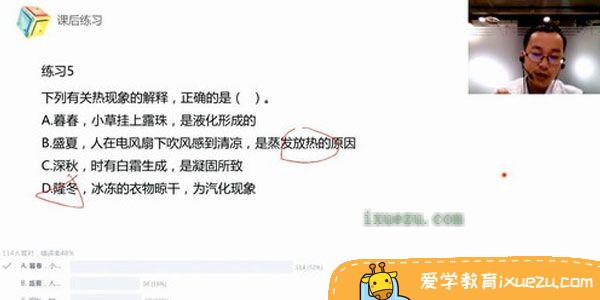 课后练习
练习5
下列有关热现象的解释，正确的是（　）。
A.暮春，小草挂上露珠，是液化形成的
B.盛夏，人在电风扇下吹风感到清凉，是蒸发放热的原因
C.深秋，时有白霜生成，是凝固所致
D.隆冬，冰冻的衣物晾干，为汽化现象
ixuezu.com
114人答对，错误率48%
A. 暮春，小...
114 (52%)
B. 盛夏，人...
爱学教育ixuezu.com